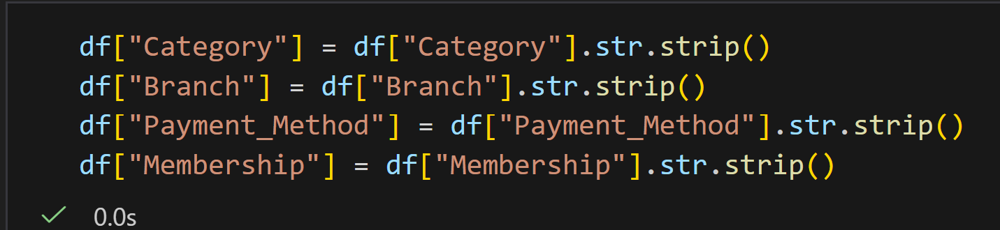 df["Category"] = df["Category"].str.strip()
df["Branch"] = df["Branch"].str.strip()
df["Payment_Method"] = df["Payment_Method"].str.strip()
df["Membership"] = df["Membership"].str.strip()
0.0s